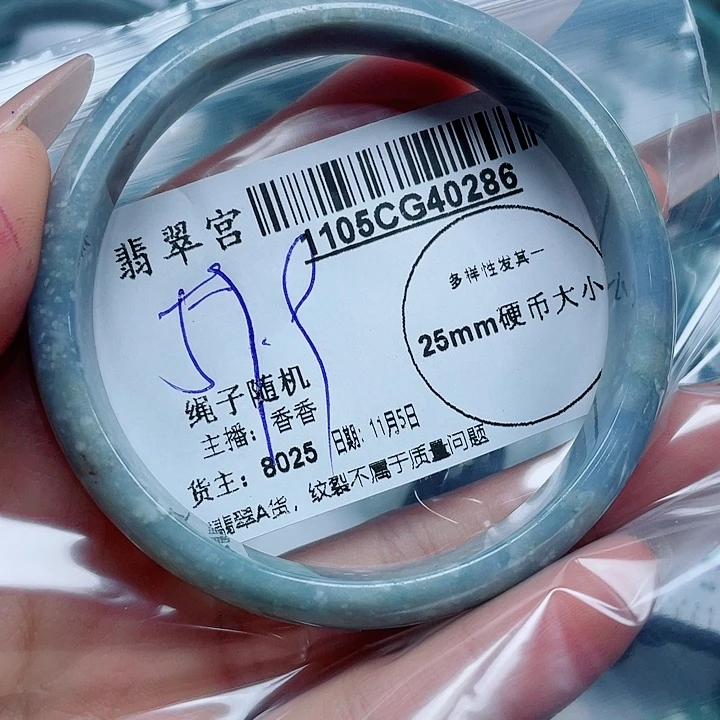 翡翠宫
1105CG40286
多样性发其一
25mm硬币大小
57.9
绳子随机
主播：香香
货主：8025 日期：11月5日
翡翠A货，纹裂不属于质量问题